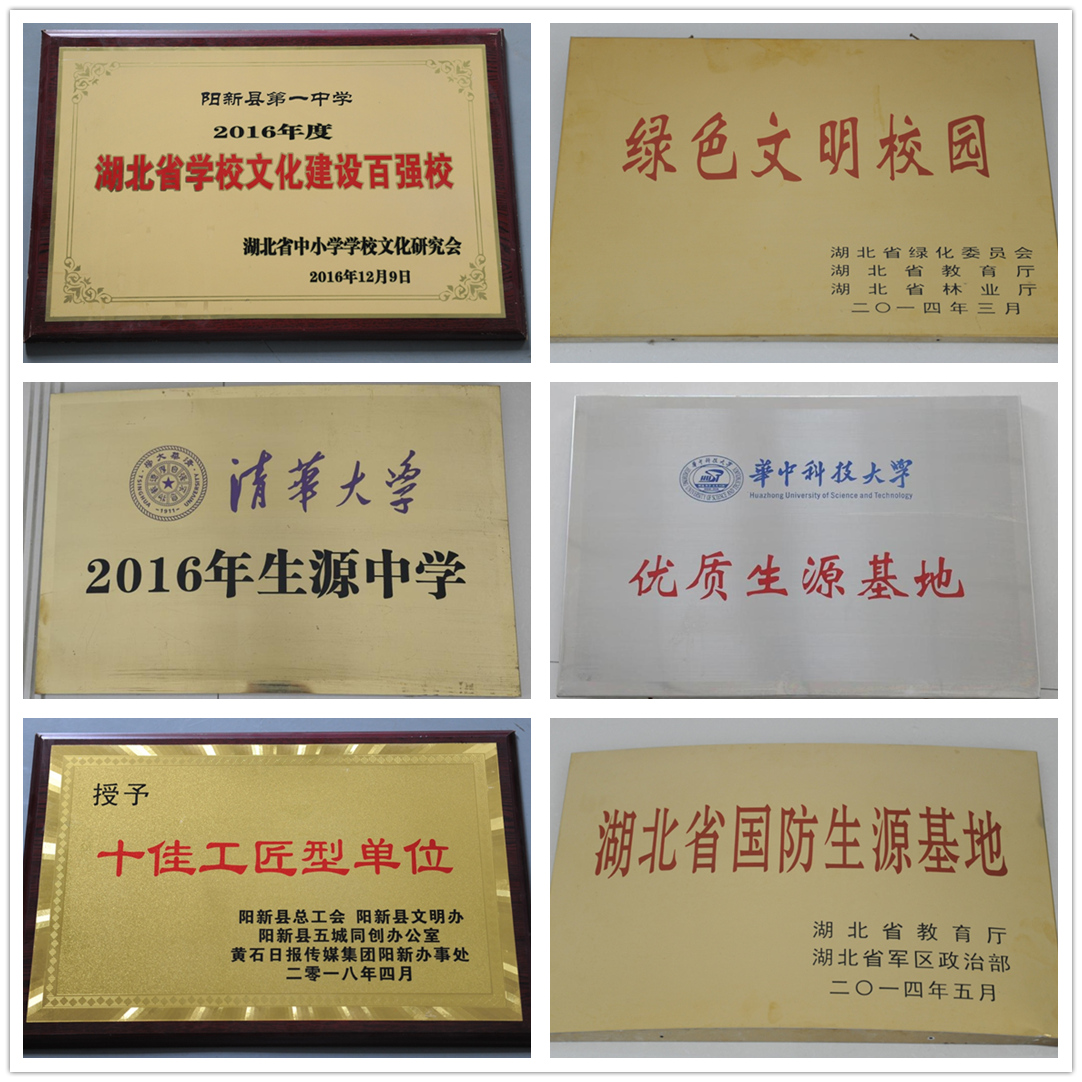 阳新县第一中学
2016年度
湖北省学校文化建设百强校
湖北省中小学学校文化研究会
2016年12月9日
绿色文明校园
湖北省绿化委员会
湖北省教育厅
湖北省林业厅
二〇一四年三月
清華大学
1911
2016年生源中学
華中科技大学
Huazhong University of Science and Technology
优质生源基地
授予
十佳工匠型单位
阳新县总工会 阳新县文明办
阳新县五城同创办公室
黄石日报传媒集团阳新办事处
二零一八年四月
湖北省国防生源基地
湖北省教育厅
湖北省军区政治部
二〇一四年五月